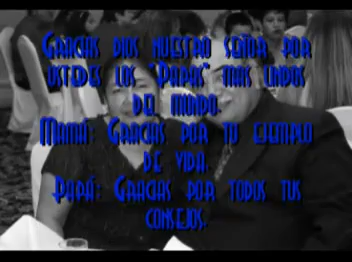 Gracias dios nuestro señor por
ustedes los "Papas" mas lindos
del mundo.
Mamá: Gracias por tu ejemplo
de vida.
Papá: Gracias por todos tus
consejos.